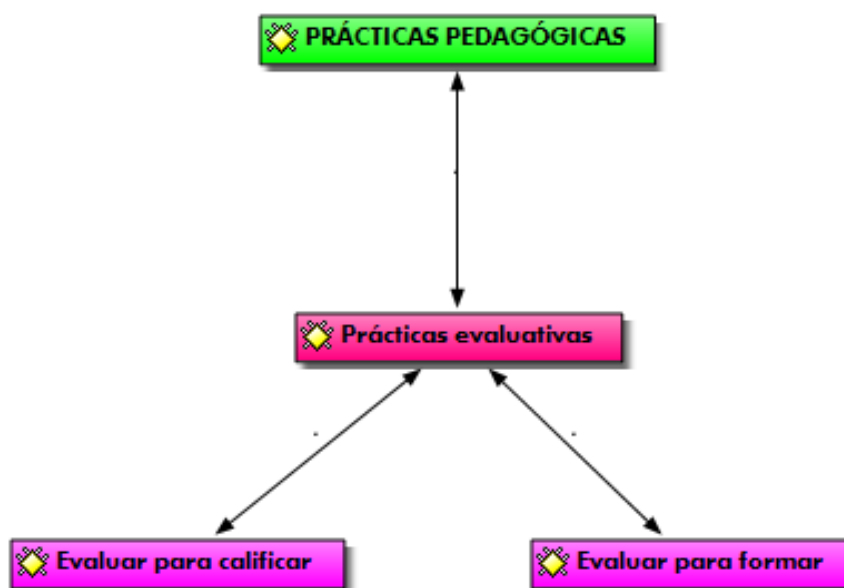 PRÁCTICAS PEDAGÓGICAS
Prácticas evaluativas
Evaluar para calificar
Evaluar para formar